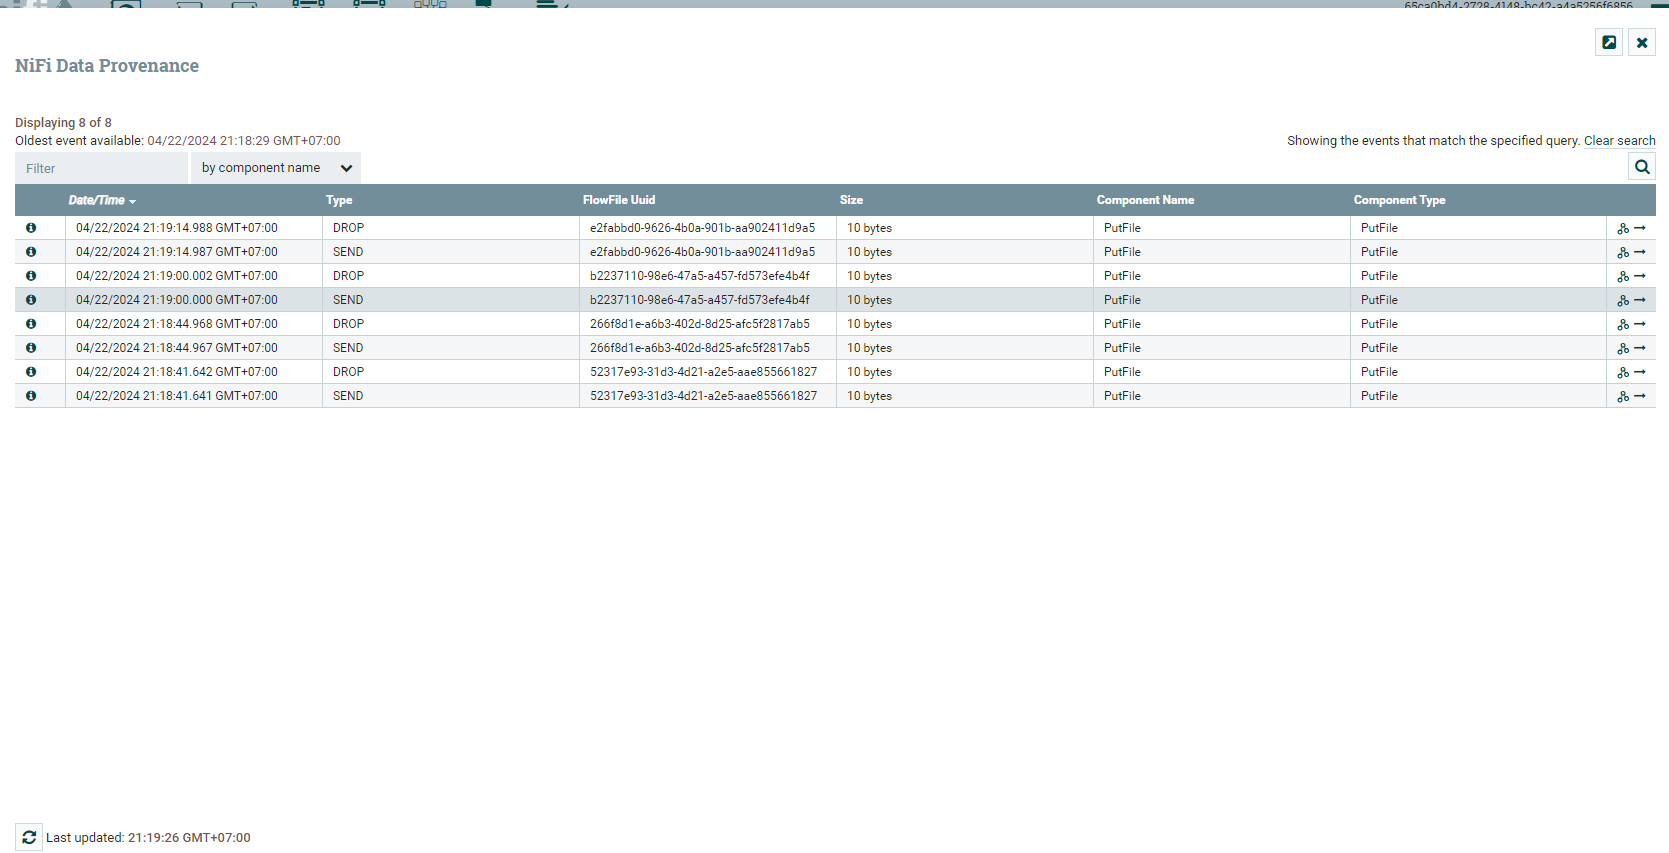 65ca0bd4-2728-4148-bc42-a4a5256f6856
NiFi Data Provenance
Displaying 8 of 8
Oldest event available: 04/22/2024 21:18:29 GMT+07:00
Showing the events that match the specified query. Clear search
Filter by component name
Date/Time Type FlowFile Uuid Size Component Name Component Type
04/22/2024 21:19:14.988 GMT+07:00 DROP e2fabbd0-9626-4b0a-901b-aa902411d9a5 10 bytes PutFile PutFile
04/22/2024 21:19:14.987 GMT+07:00 SEND e2fabbd0-9626-4b0a-901b-aa902411d9a5 10 bytes PutFile PutFile
04/22/2024 21:19:00.002 GMT+07:00 DROP b2237110-98e6-47a5-a457-fd573efe4b4f 10 bytes PutFile PutFile
04/22/2024 21:19:00.000 GMT+07:00 SEND b2237110-98e6-47a5-a457-fd573efe4b4f 10 bytes PutFile PutFile
04/22/2024 21:18:44.968 GMT+07:00 DROP 266f8d1e-a6b3-402d-8d25-afc5f2817ab5 10 bytes PutFile PutFile
04/22/2024 21:18:44.967 GMT+07:00 SEND 266f8d1e-a6b3-402d-8d25-afc5f2817ab5 10 bytes PutFile PutFile
04/22/2024 21:18:41.642 GMT+07:00 DROP 52317e93-31d3-4d21-a2e5-aae855661827 10 bytes PutFile PutFile
04/22/2024 21:18:41.641 GMT+07:00 SEND 52317e93-31d3-4d21-a2e5-aae855661827 10 bytes PutFile PutFile
Last updated: 21:19:26 GMT+07:00